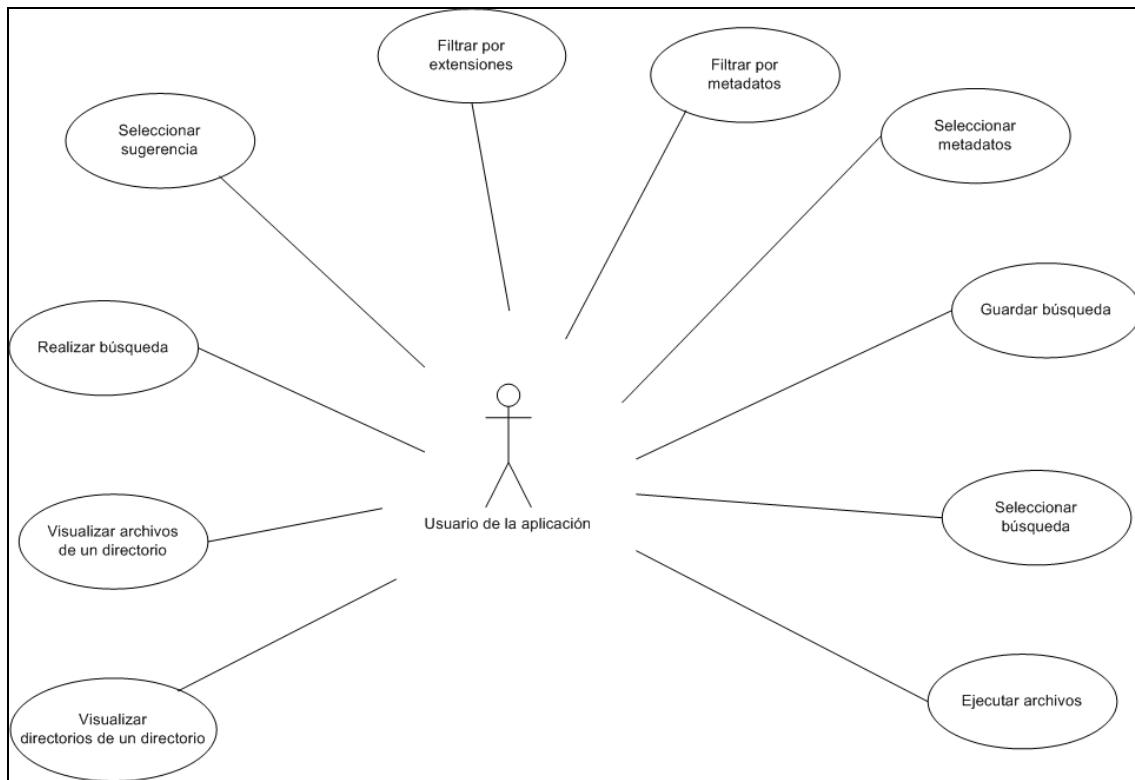 Filtrar por
extensiones
Filtrar por
metadatos
Seleccionar
sugerencia
Seleccionar
metadatos
Guardar búsqueda
Realizar búsqueda
Usuario de la aplicación
Visualizar archivos
de un directorio
Seleccionar
búsqueda
Ejecutar archivos
Visualizar
directorios de un directorio